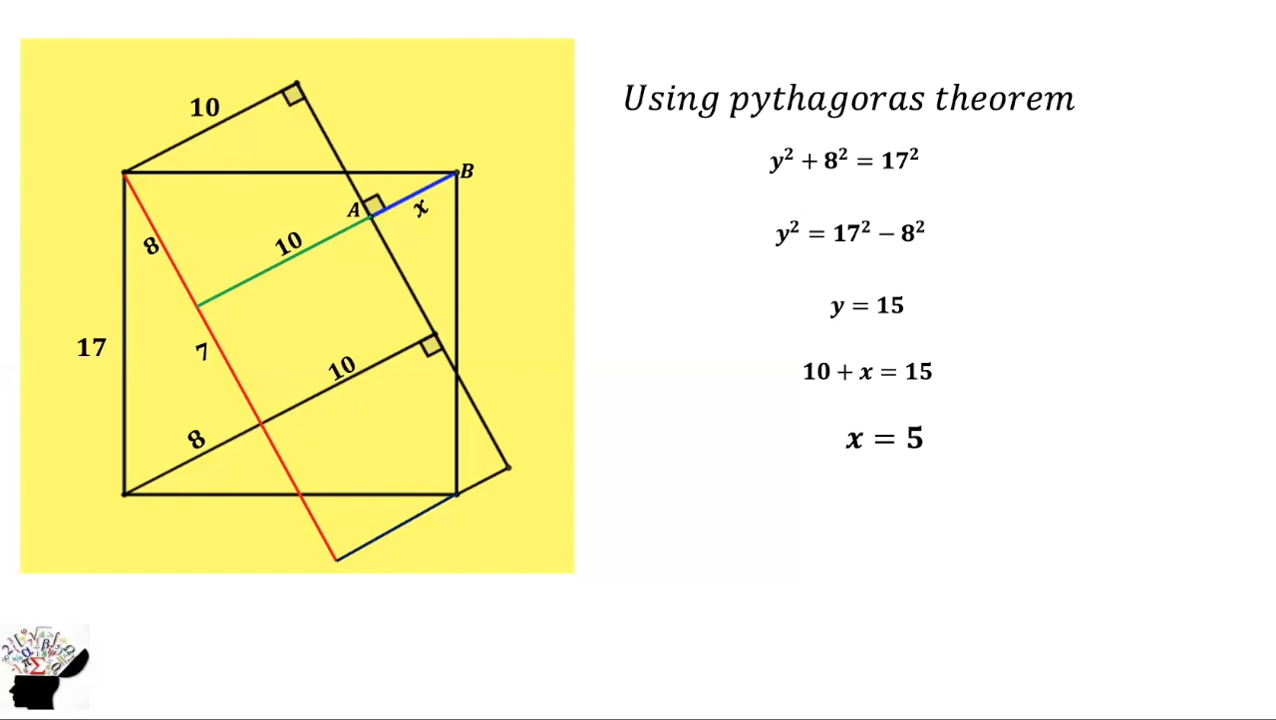 10
B
A
x
8
10
17
7
10
8
Using pythagoras theorem
y² + 8² = 17²
y² = 17² − 8²
y = 15
10 + x = 15
x = 5